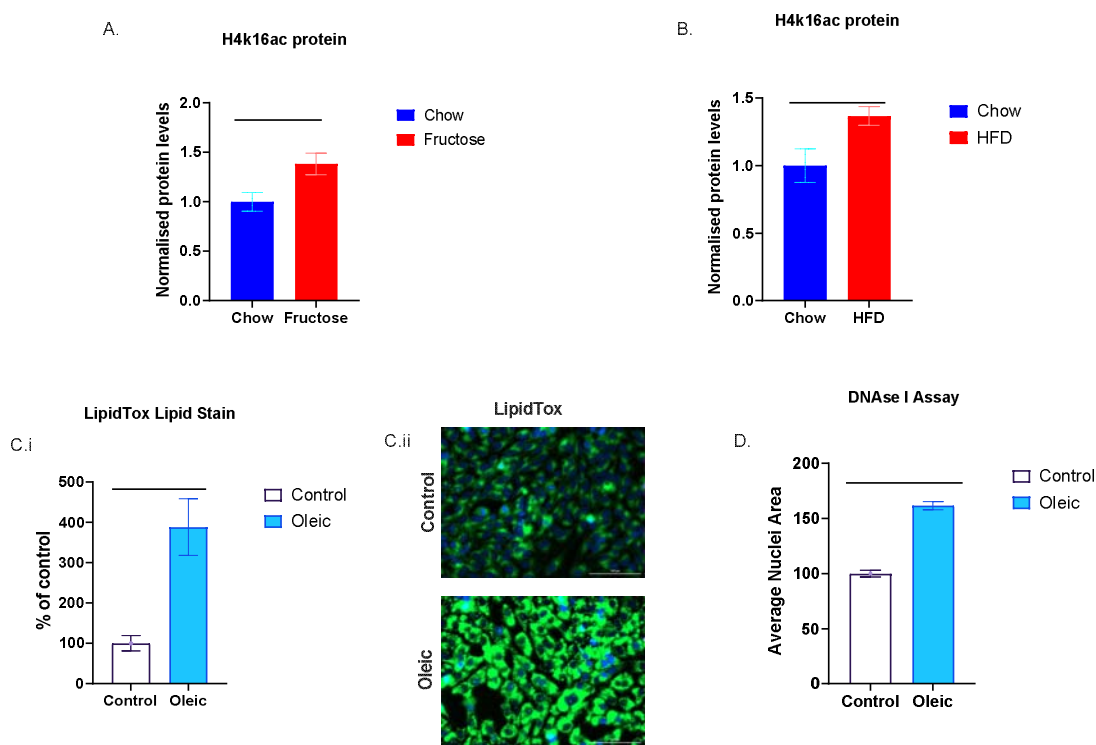 A.
H4k16ac protein
Normalised protein levels
2.0
1.5
1.0
0.5
0.0
Chow
Fructose
Chow
Fructose
B.
H4k16ac protein
Normalised protein levels
1.5
1.0
0.5
0.0
Chow
HFD
Chow
HFD
C.i
LipidTox Lipid Stain
% of control
500
400
300
200
100
0
Control
Oleic
Control
Oleic
C.ii
LipidTox
Control
Oleic
D.
DNAse I Assay
Average Nuclei Area
200
150
100
50
0
Control
Oleic
Control
Oleic